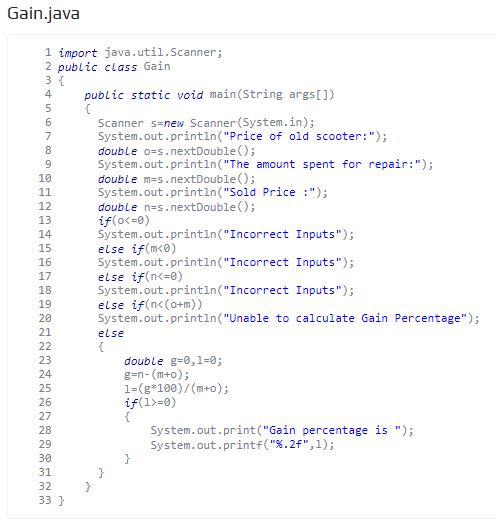 Gain.java
1 import java.util.Scanner;
2 public class Gain
3 {
4 public static void main(String args[])
5 {
6 Scanner s=new Scanner(System.in);
7 System.out.println("Price of old scooter:");
8 double o=s.nextDouble();
9 System.out.println("The amount spent for repair:");
10 double m=s.nextDouble();
11 System.out.println("Sold Price :");
12 double n=s.nextDouble();
13 if(o<=0)
14 System.out.println("Incorrect Inputs");
15 else if(m<0)
16 System.out.println("Incorrect Inputs");
17 else if(n<=0)
18 System.out.println("Incorrect Inputs");
19 else if(n<(o+m))
20 System.out.println("Unable to calculate Gain Percentage");
21 else
22 {
23 double g=0,l=0;
24 g=n-(m+o);
25 l=(g*100)/(m+o);
26 if(l>=0)
27 {
28 System.out.print("Gain percentage is ");
29 System.out.printf("%.2f",l);
30 }
31 }
32 }
33 }